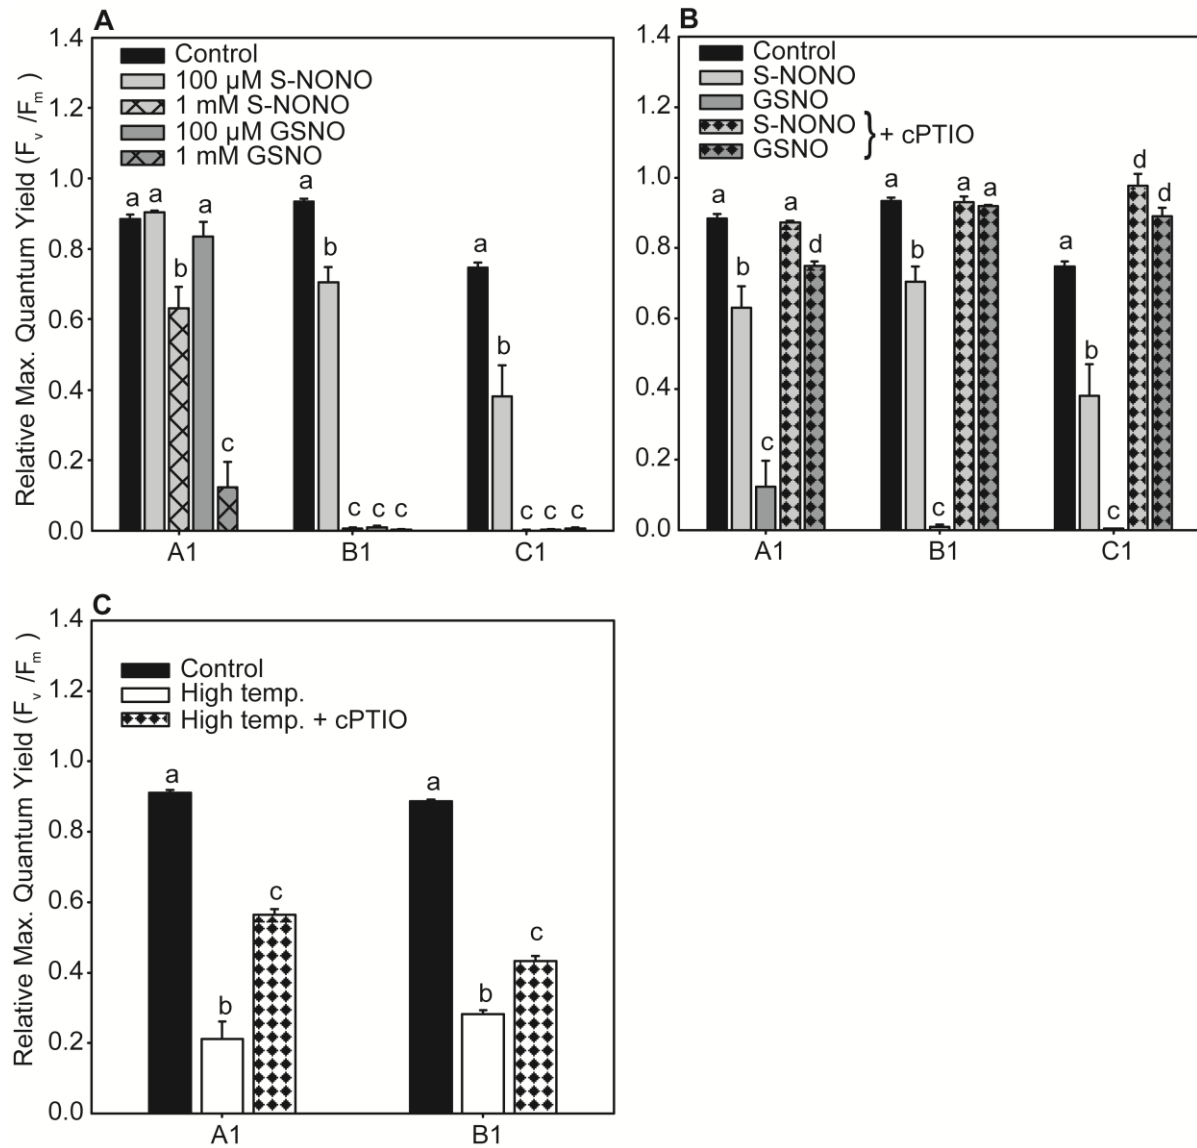 A
1.4
1.2
1.0
0.8
0.6
0.4
0.2
0.0
Relative Max. Quantum Yield (Fv /Fm )
Control
100 µM S-NONO
1 mM S-NONO
100 µM GSNO
1 mM GSNO
a a b a c
a b c c c
a b c c c
A1 B1 C1
B
1.4
1.2
1.0
0.8
0.6
0.4
0.2
0.0
Control
S-NONO
GSNO
S-NONO
GSNO
} + cPTIO
a b c a d
a b c a a
a b c d d
A1 B1 C1
C
1.4
1.2
1.0
0.8
0.6
0.4
0.2
0.0
Relative Max. Quantum Yield (Fv /Fm )
Control
High temp.
High temp. + cPTIO
a b c
a b c
A1 B1